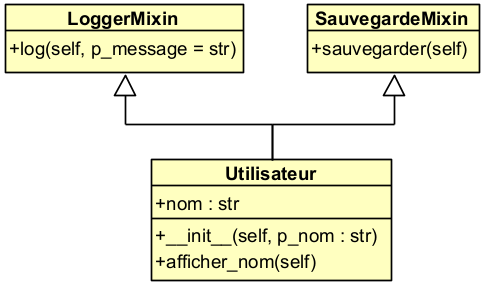 LoggerMixin
+log(self, p_message = str)
SauvegardeMixin
+sauvegarder(self)
Utilisateur
+nom : str
+__init__(self, p_nom : str)
+afficher_nom(self)